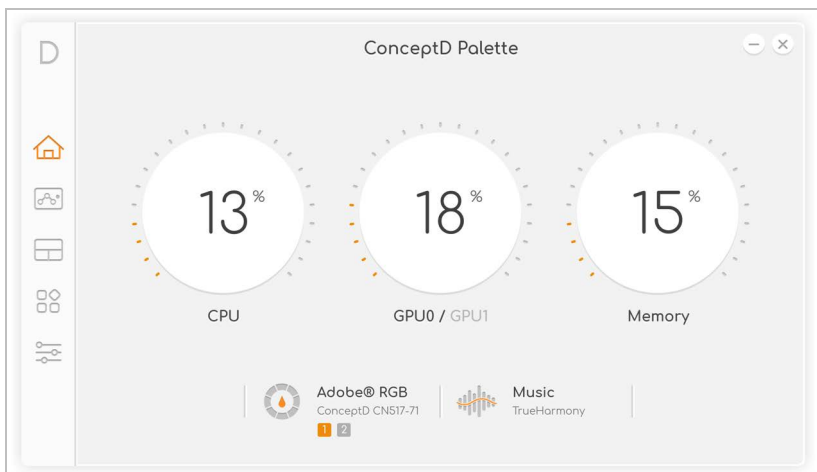 D
ConceptD Palette
13%
18%
15%
CPU
GPU0 / GPU1
Memory
Adobe® RGB
ConceptD CN517-71
1 2
Music
TrueHarmony